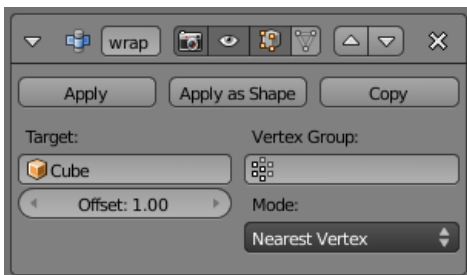 wrap
Apply
Apply as Shape
Copy
Target:
Vertex Group:
Cube
Offset: 1.00
Mode:
Nearest Vertex